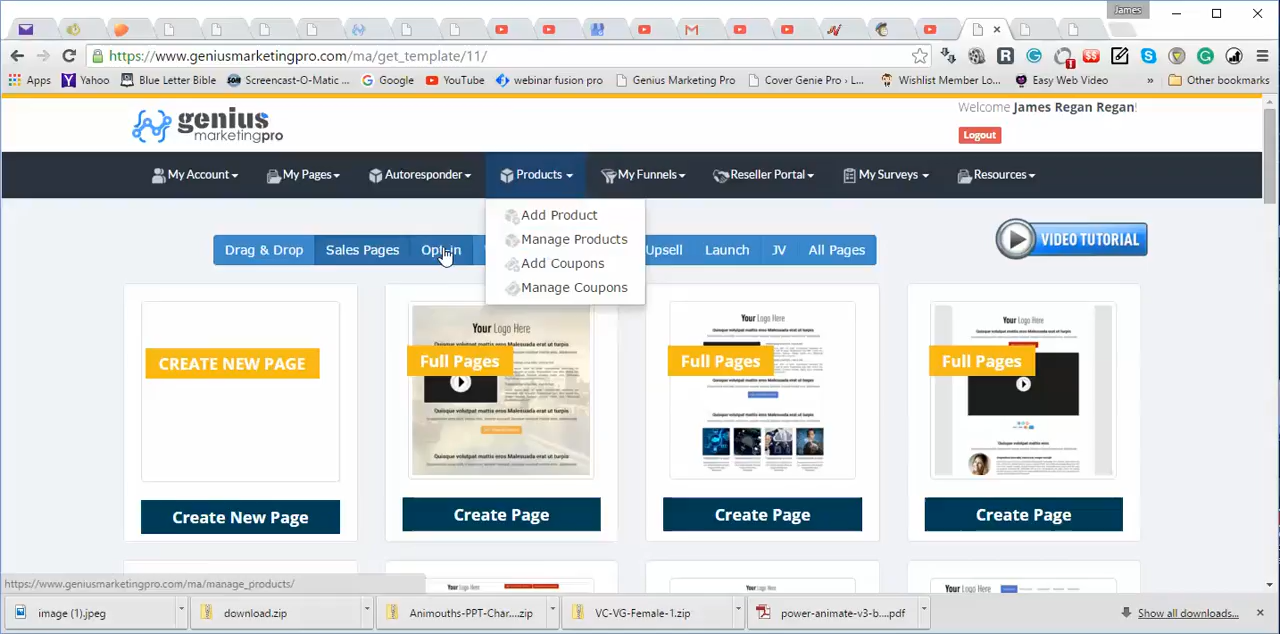 James
https://www.geniusmarketingpro.com/ma/get_template/11/
Apps Yahoo Blue Letter Bible Screencast-O-Matic ... Google YouTube webinar fusion pro Genius Marketing Pro Cover Genie Pro › L... Wishlist Member Lo... Easy Web Video » Other bookmarks
genius
marketingpro
Welcome James Regan Regan!
Logout
My Account My Pages Autoresponder Products My Funnels Reseller Portal My Surveys Resources
Add Product
Manage Products
Add Coupons
Manage Coupons
Drag & Drop Sales Pages Upsell Launch JV All Pages
VIDEO TUTORIAL
CREATE NEW PAGE
Create New Page
Your Logo Here
Full Pages
Create Page
Your Logo Here
Full Pages
Create Page
Your Logo Here
Full Pages
Create Page
Your Logo Here
Your Logo Here
https://www.geniusmarketingpro.com/ma/manage_products/
image (1).jpeg download.zip Animouths-PPT-Char....zip VC-VG-Female-1.zip power-animate-v3-b....pdf Show all downloads...